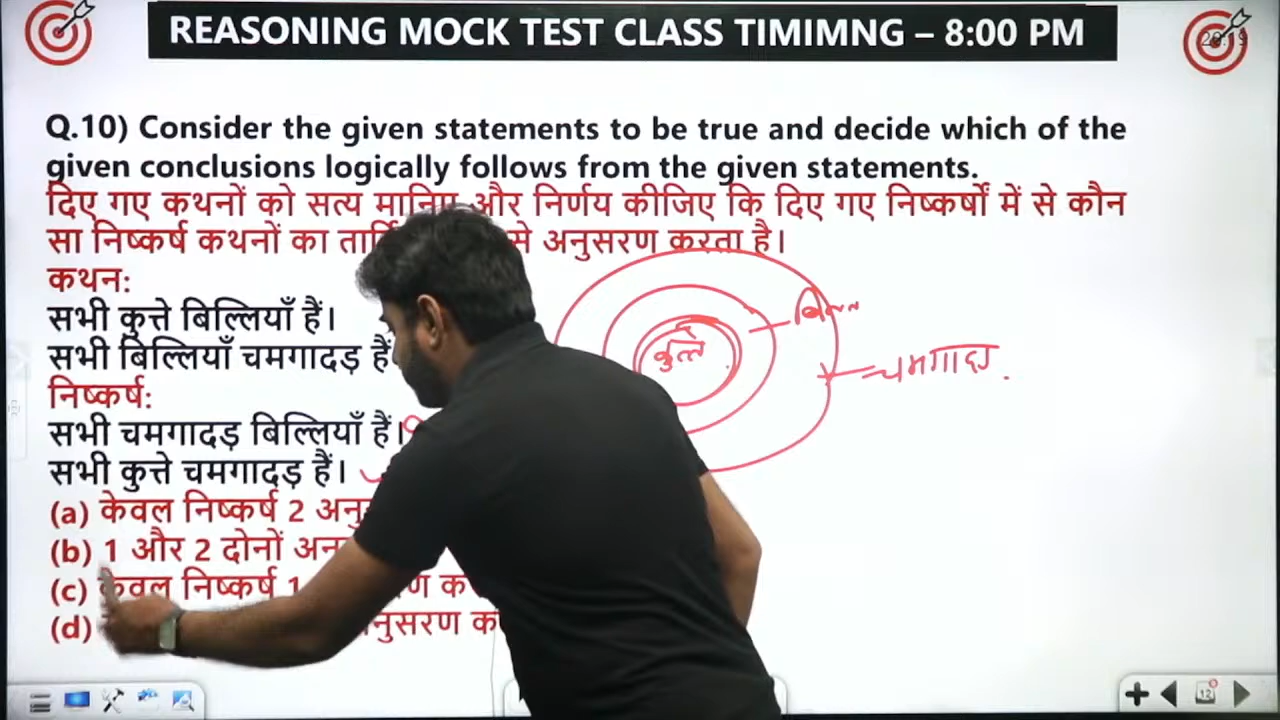 REASONING MOCK TEST CLASS TIMIMNG – 8:00 PM
Q.10) Consider the given statements to be true and decide which of the
given conclusions logically follows from the given statements.
दिए गए कथनों को सत्य मानिए और निर्णय कीजिए कि दिए गए निष्कर्षों में से कौन
सा निष्कर्ष कथनों का से अनुसरण करता है।
कथन:
सभी कुत्ते बिल्लियाँ हैं।
सभी बिल्लियाँ चमगादड़ हैं
निष्कर्ष:
सभी चमगादड़ बिल्लियाँ हैं।
सभी कुत्ते चमगादड़ हैं।
(a) केवल निष्कर्ष 2
(b) 1 और 2 दोनों
(c) केवल निष्कर्ष 1
(d)
कुत्ते
चमगादड़
12